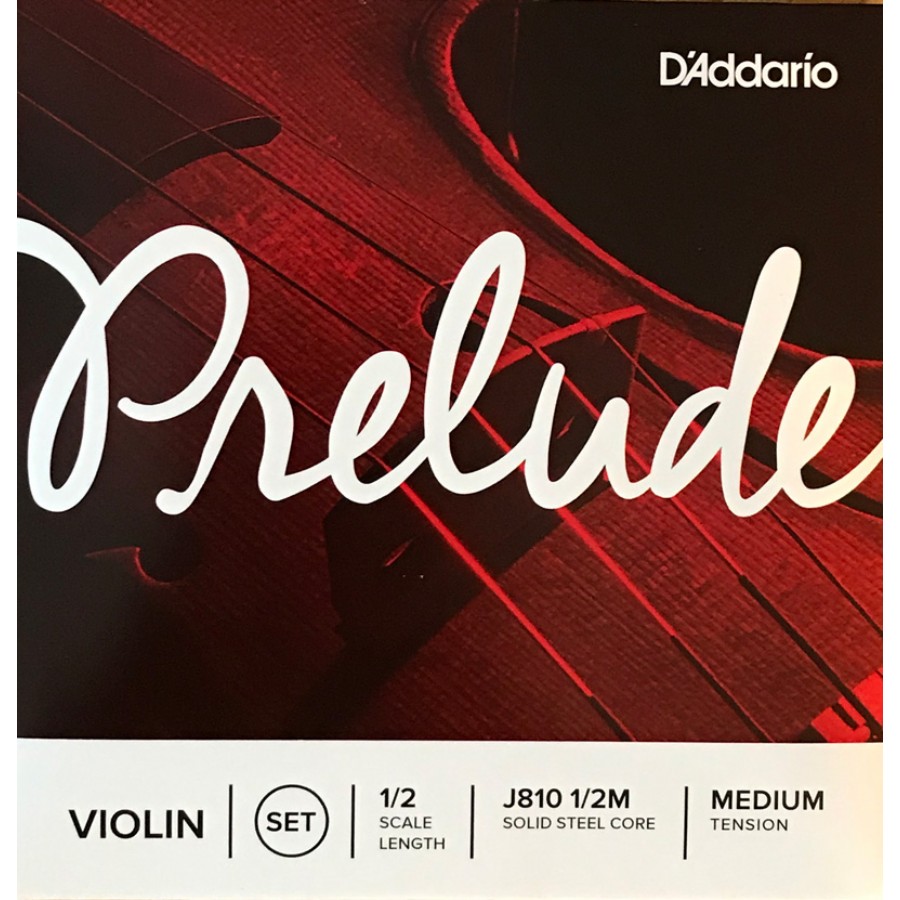 D'Addario
Prelude
VIOLIN
SET
1/2
SCALE
LENGTH
J810 1/2M
SOLID STEEL CORE
MEDIUM
TENSION